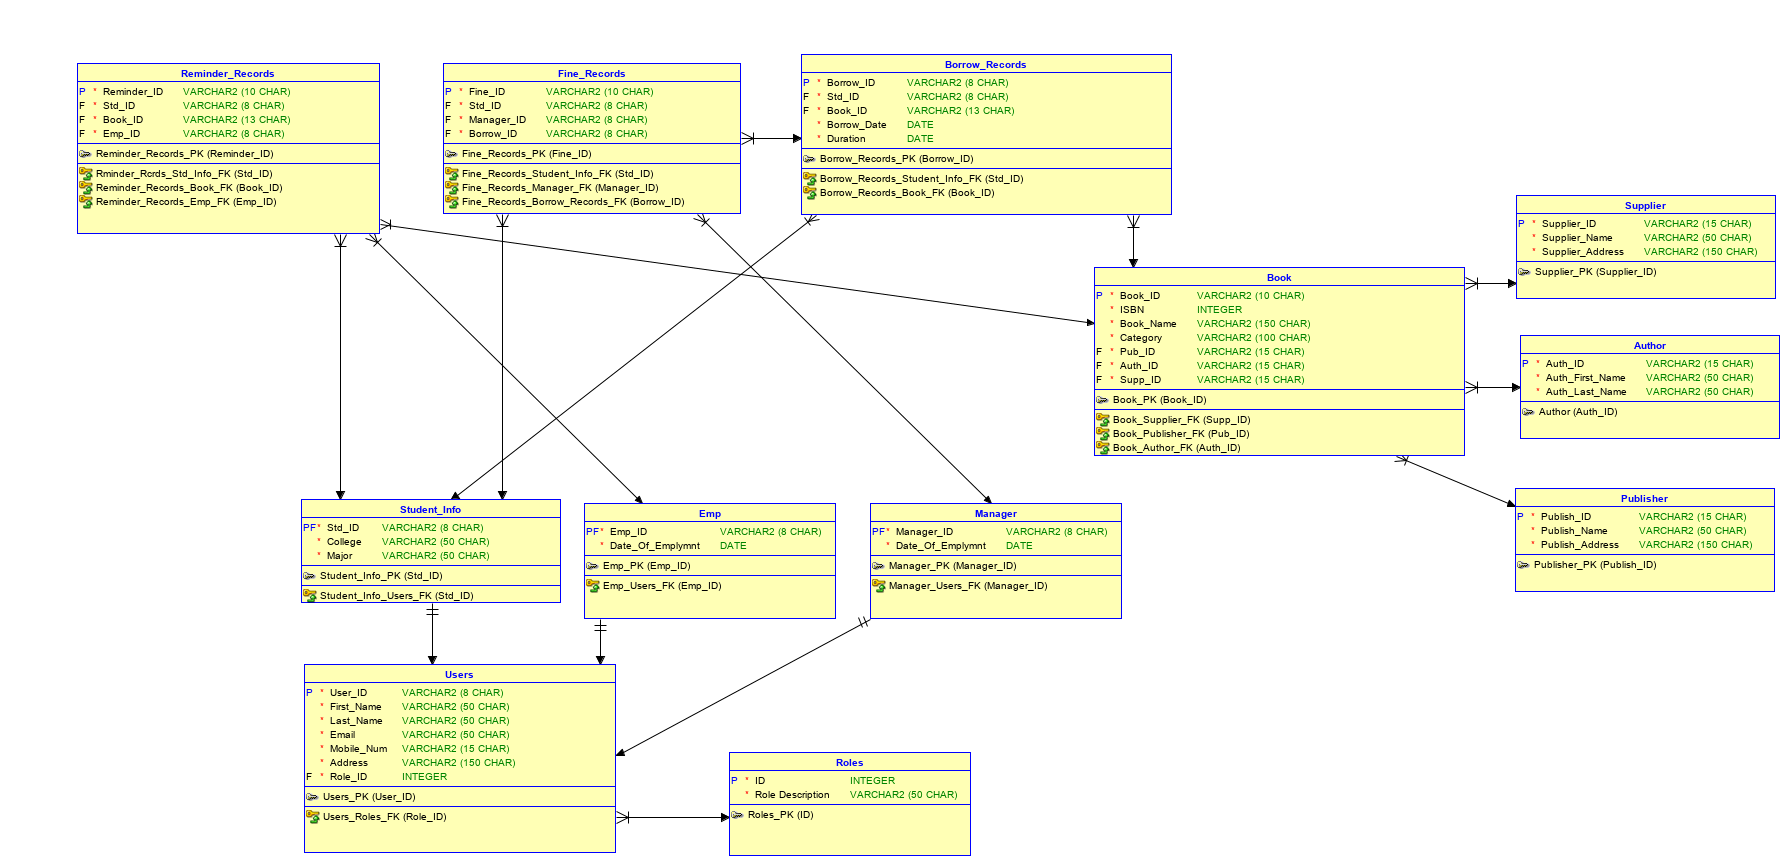 Reminder_Records
P * Reminder_ID VARCHAR2 (10 CHAR)
F * Std_ID VARCHAR2 (8 CHAR)
F * Book_ID VARCHAR2 (13 CHAR)
F * Emp_ID VARCHAR2 (8 CHAR)
Reminder_Records_PK (Reminder_ID)
Rminder_Rcrds_Std_Info_FK (Std_ID)
Reminder_Records_Book_FK (Book_ID)
Reminder_Records_Emp_FK (Emp_ID)
Fine_Records
P * Fine_ID VARCHAR2 (10 CHAR)
F * Std_ID VARCHAR2 (8 CHAR)
F * Manager_ID VARCHAR2 (8 CHAR)
F * Borrow_ID VARCHAR2 (8 CHAR)
Fine_Records_PK (Fine_ID)
Fine_Records_Student_Info_FK (Std_ID)
Fine_Records_Manager_FK (Manager_ID)
Fine_Records_Borrow_Records_FK (Borrow_ID)
Borrow_Records
P * Borrow_ID VARCHAR2 (8 CHAR)
F * Std_ID VARCHAR2 (8 CHAR)
F * Book_ID VARCHAR2 (13 CHAR)
* Borrow_Date DATE
* Duration DATE
Borrow_Records_PK (Borrow_ID)
Borrow_Records_Student_Info_FK (Std_ID)
Borrow_Records_Book_FK (Book_ID)
Supplier
P * Supplier_ID VARCHAR2 (15 CHAR)
* Supplier_Name VARCHAR2 (50 CHAR)
* Supplier_Address VARCHAR2 (150 CHAR)
Supplier_PK (Supplier_ID)
Book
P * Book_ID VARCHAR2 (10 CHAR)
* ISBN INTEGER
* Book_Name VARCHAR2 (150 CHAR)
* Category VARCHAR2 (100 CHAR)
F * Pub_ID VARCHAR2 (15 CHAR)
F * Auth_ID VARCHAR2 (15 CHAR)
F * Supp_ID VARCHAR2 (15 CHAR)
Book_PK (Book_ID)
Book_Supplier_FK (Supp_ID)
Book_Publisher_FK (Pub_ID)
Book_Author_FK (Auth_ID)
Author
P * Auth_ID VARCHAR2 (15 CHAR)
* Auth_First_Name VARCHAR2 (50 CHAR)
* Auth_Last_Name VARCHAR2 (50 CHAR)
Author (Auth_ID)
Publisher
P * Publish_ID VARCHAR2 (15 CHAR)
* Publish_Name VARCHAR2 (50 CHAR)
* Publish_Address VARCHAR2 (150 CHAR)
Publisher_PK (Publish_ID)
Student_Info
PF* Std_ID VARCHAR2 (8 CHAR)
* College VARCHAR2 (50 CHAR)
* Major VARCHAR2 (50 CHAR)
Student_Info_PK (Std_ID)
Student_Info_Users_FK (Std_ID)
Emp
PF* Emp_ID VARCHAR2 (8 CHAR)
* Date_Of_Emplymnt DATE
Emp_PK (Emp_ID)
Emp_Users_FK (Emp_ID)
Manager
PF* Manager_ID VARCHAR2 (8 CHAR)
* Date_Of_Emplymnt DATE
Manager_PK (Manager_ID)
Manager_Users_FK (Manager_ID)
Users
P * User_ID VARCHAR2 (8 CHAR)
* First_Name VARCHAR2 (50 CHAR)
* Last_Name VARCHAR2 (50 CHAR)
* Email VARCHAR2 (50 CHAR)
* Mobile_Num VARCHAR2 (15 CHAR)
* Address VARCHAR2 (150 CHAR)
F * Role_ID INTEGER
Users_PK (User_ID)
Users_Roles_FK (Role_ID)
Roles
P * ID INTEGER
* Role Description VARCHAR2 (50 CHAR)
Roles_PK (ID)